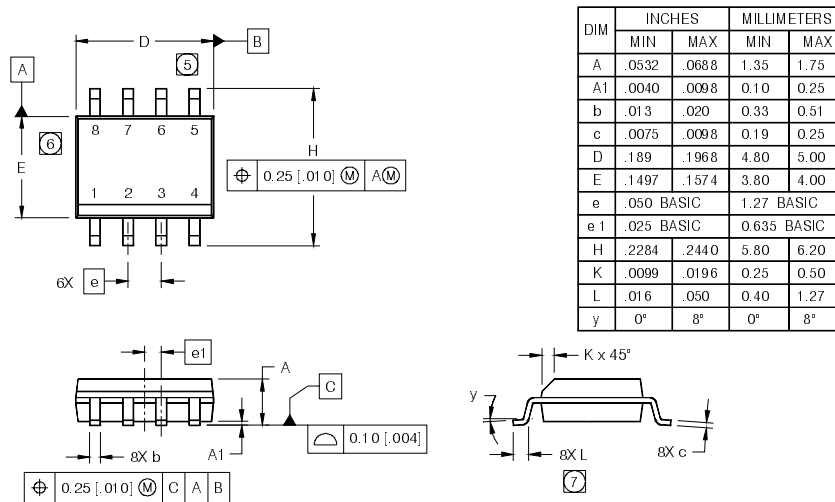 D
B
5
A
8 7 6 5
6
E
H
1 2 3 4
0.25 [.010] M A M
6X e
DIM INCHES MILLIMETERS
MIN MAX MIN MAX
A .0532 .0688 1.35 1.75
A1 .0040 .0098 0.10 0.25
b .013 .020 0.33 0.51
c .0075 .0098 0.19 0.25
D .189 .1968 4.80 5.00
E .1497 .1574 3.80 4.00
e .050 BASIC 1.27 BASIC
e1 .025 BASIC 0.635 BASIC
H .2284 .2440 5.80 6.20
K .0099 .0196 0.25 0.50
L .016 .050 0.40 1.27
y 0° 8° 0° 8°
e1
A
C
A1
0.10 [.004]
8X b
0.25 [.010] M C A B
K x 45°
y
8X L
8X c
7